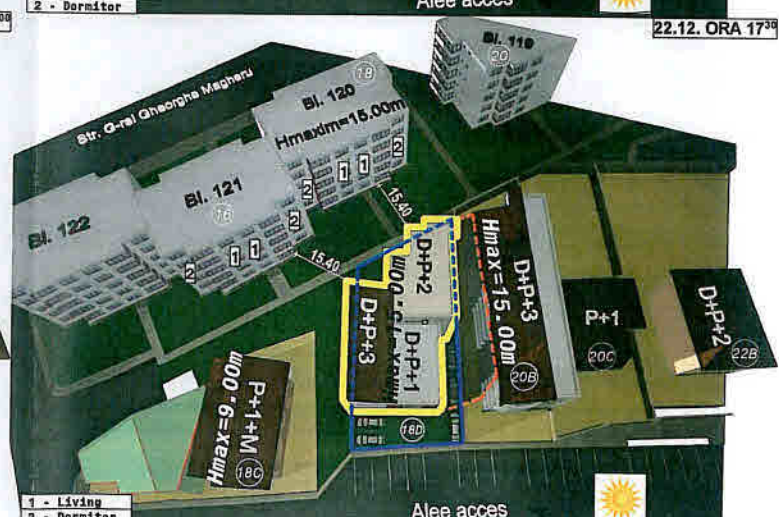 2 - Dormitor
Alee acces
22.12. ORA 17³⁰
Str. G-ral Gheorghe Magheru
Bl. 119
20
18
Bl. 120
Hmaxim=15.00m
Bl. 121
16
Bl. 122
2
1
1
2
2
1
1
2
15.40
15.40
D+P+2
D+P+3
D+P+1
18D
D+P+3
Hmax=15.00m
20B
P+1
20C
D+P+2
22B
P+1+M
Hmax=9.00m
18C
1 - Living
2 - Dormitor
Alee acces